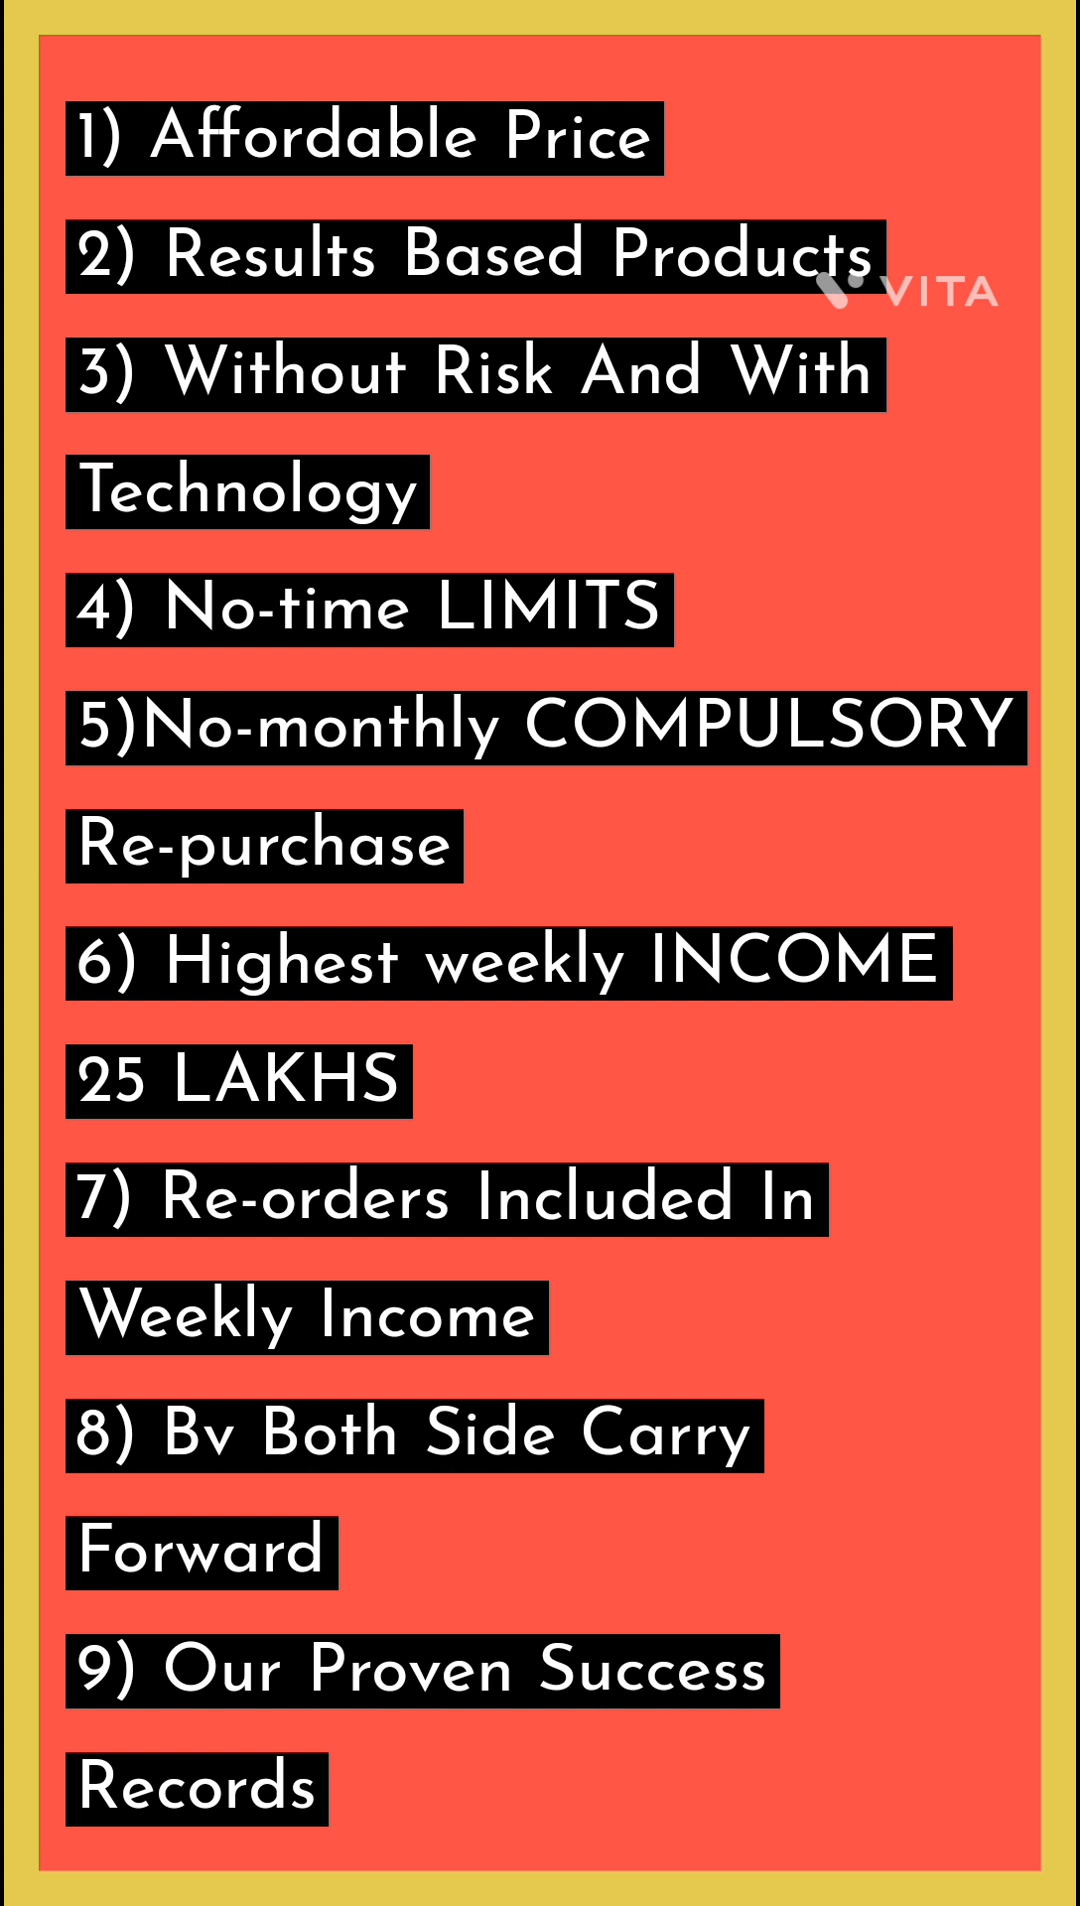 1) Affordable Price
2) Results Based Products
VITA
3) Without Risk And With
Technology
4) No-time LIMITS
5)No-monthly COMPULSORY
Re-purchase
6) Highest weekly INCOME
25 LAKHS
7) Re-orders Included In
Weekly Income
8) Bv Both Side Carry
Forward
9) Our Proven Success
Records